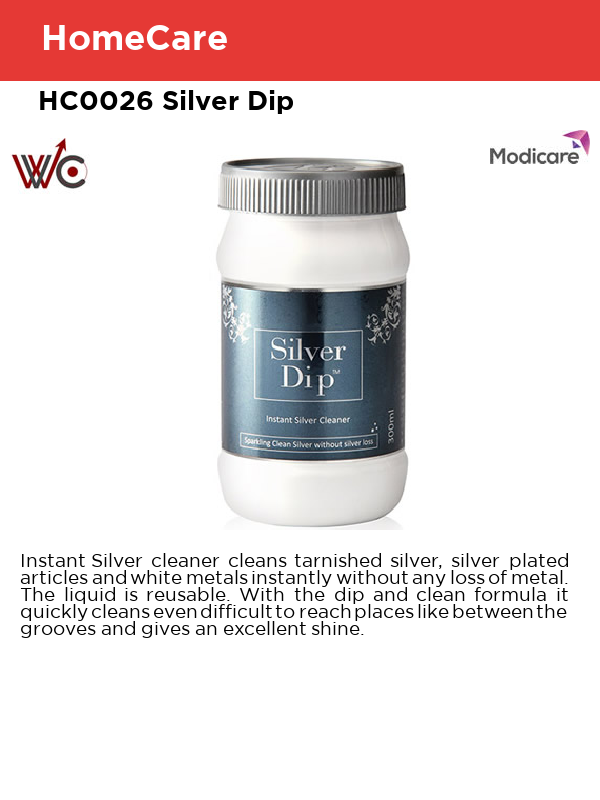 HomeCare
HC0026 Silver Dip
WC
Modicare
Silver
Dip™
Instant Silver Cleaner
Sparkling Clean Silver without silver loss
300ml
Instant Silver cleaner cleans tarnished silver, silver plated
articles and white metals instantly without any loss of metal.
The liquid is reusable. With the dip and clean formula it
quickly cleans even difficult to reach places like between the
grooves and gives an excellent shine.